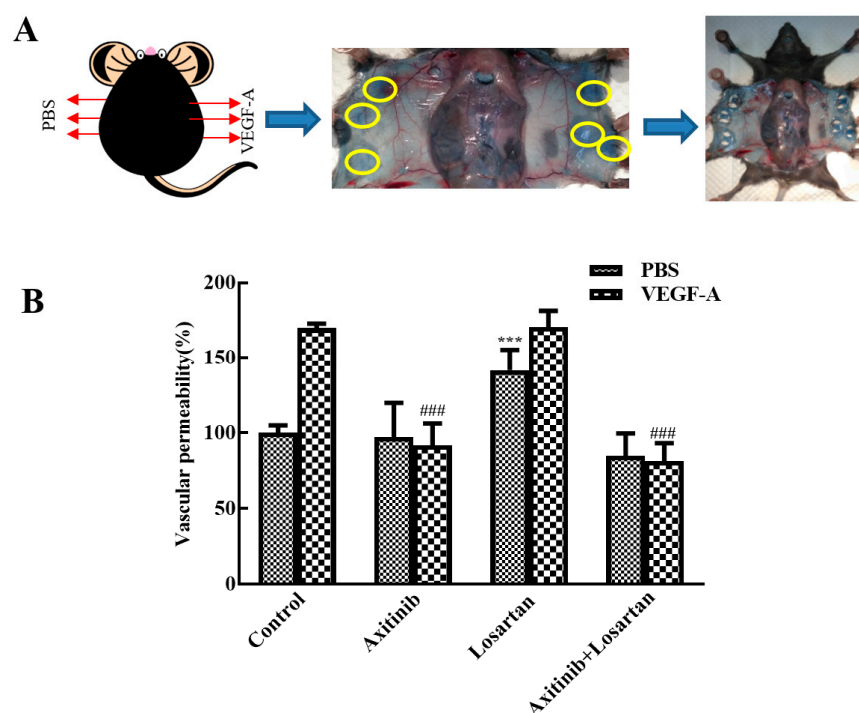 A
PBS
VEGF-A
B
PBS
VEGF-A
Vascular permeability(%)
200
150
100
50
0
***
###
###
Control
Axitinib
Losartan
Axitinib+Losartan